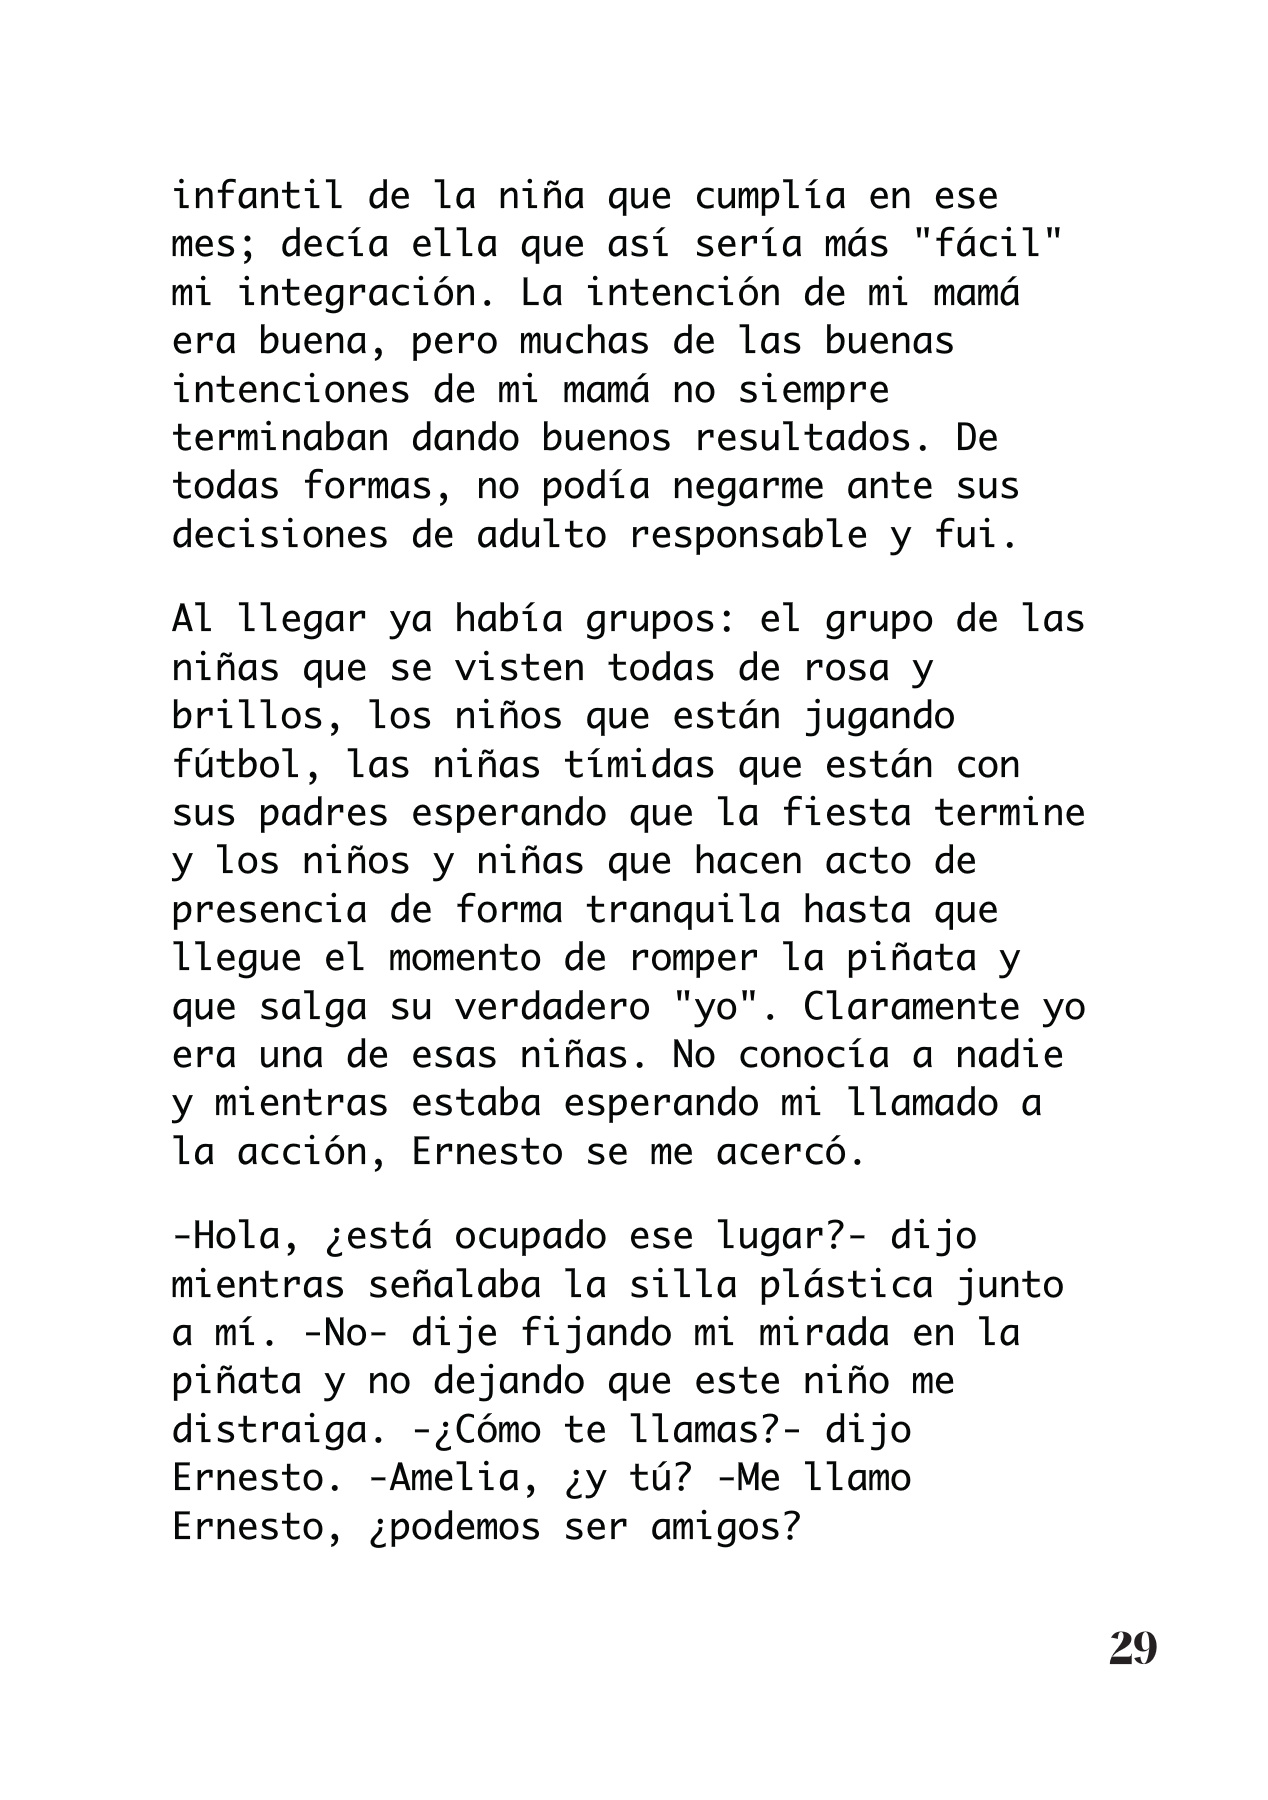 infantil de la niña que cumplía en ese
mes; decía ella que así sería más "fácil"
mi integración. La intención de mi mamá
era buena, pero muchas de las buenas
intenciones de mi mamá no siempre
terminaban dando buenos resultados. De
todas formas, no podía negarme ante sus
decisiones de adulto responsable y fui.
Al llegar ya había grupos: el grupo de las
niñas que se visten todas de rosa y
brillos, los niños que están jugando
fútbol, las niñas tímidas que están con
sus padres esperando que la fiesta termine
y los niños y niñas que hacen acto de
presencia de forma tranquila hasta que
llegue el momento de romper la piñata y
que salga su verdadero "yo". Claramente yo
era una de esas niñas. No conocía a nadie
y mientras estaba esperando mi llamado a
la acción, Ernesto se me acercó.
-Hola, ¿está ocupado ese lugar?- dijo
mientras señalaba la silla plástica junto
a mí. -No- dije fijando mi mirada en la
piñata y no dejando que este niño me
distraiga. -¿Cómo te llamas?- dijo
Ernesto. -Amelia, ¿y tú? -Me llamo
Ernesto, ¿podemos ser amigos?
29